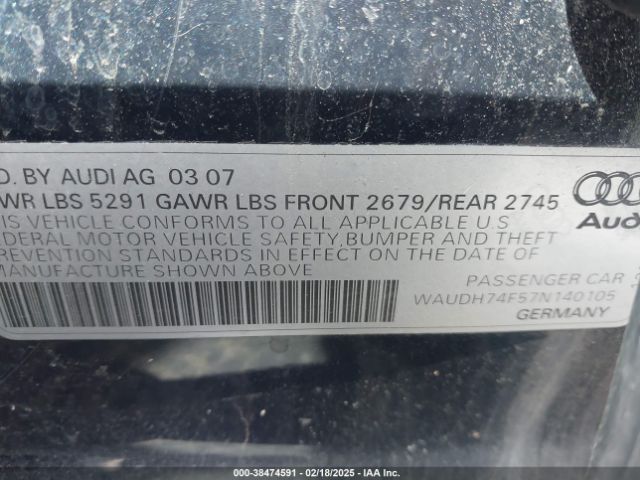 D. BY AUDI AG 03 07
WR LBS 5291 GAWR LBS FRONT 2679/REAR 2745
IS VEHICLE CONFORMS TO ALL APPLICABLE U.S
EDERAL MOTOR VEHICLE SAFETY, BUMPER AND THEFT
REVENTION STANDARDS IN EFFECT ON THE DATE OF
MANUFACTURE SHOWN ABOVE
Aud
PASSENGER CAR
WAUDH74F57N140105
GERMANY
000-38474591 - 02/18/2025 - IAA Inc.